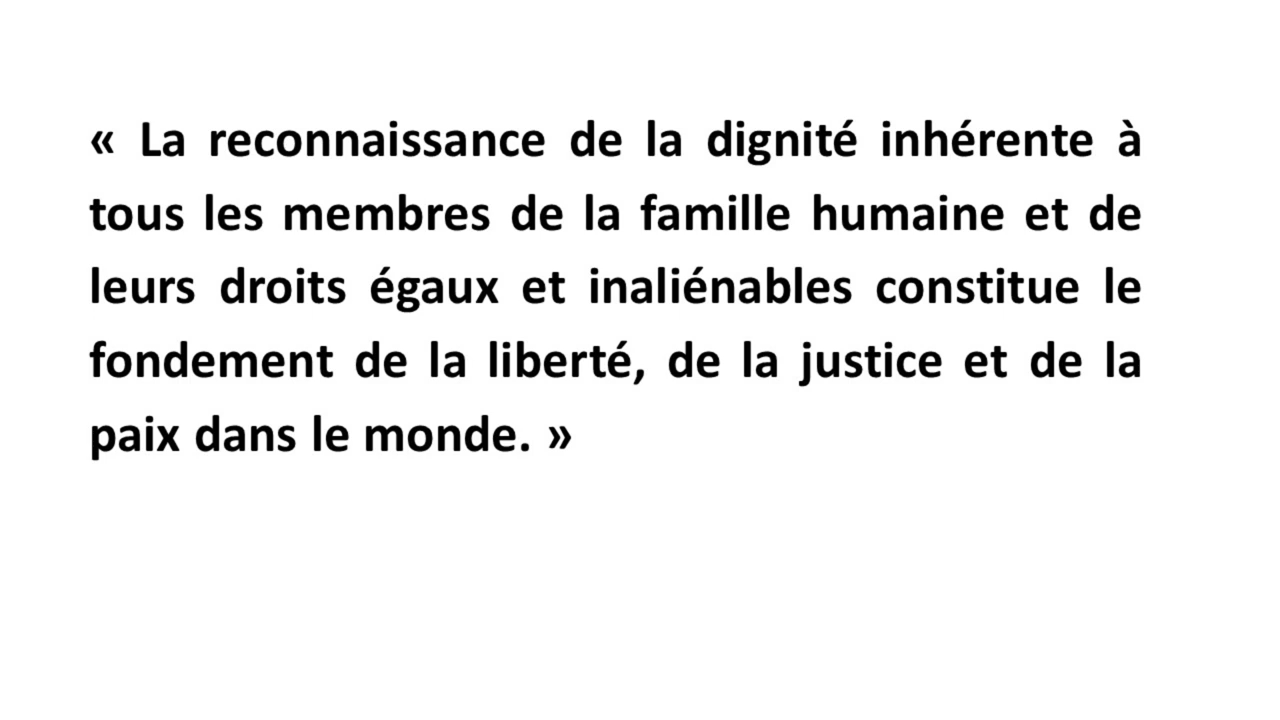 « La reconnaissance de la dignité inhérente à
tous les membres de la famille humaine et de
leurs droits égaux et inaliénables constitue le
fondement de la liberté, de la justice et de la
paix dans le monde. »